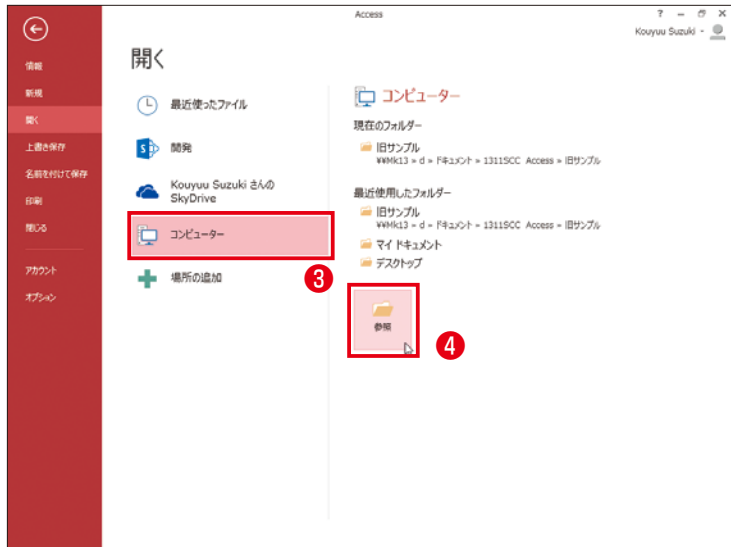 Access
? – X
Kouyuu Suzuki
情報
新規
開く
上書き保存
名前を付けて保存
印刷
閉じる
アカウント
オプション
開く
最近使ったファイル
S
開発
Kouyuu Suzuki さんの
SkyDrive
コンピューター
場所の追加
3
コンピューター
現在のフォルダー
旧サンプル
¥¥Mk13 » d » ドキュメント » 1311SCC Access » 旧サンプル
最近使用したフォルダー
旧サンプル
¥¥Mk13 » d » ドキュメント » 1311SCC Access » 旧サンプル
マイ ドキュメント
デスクトップ
参照
4